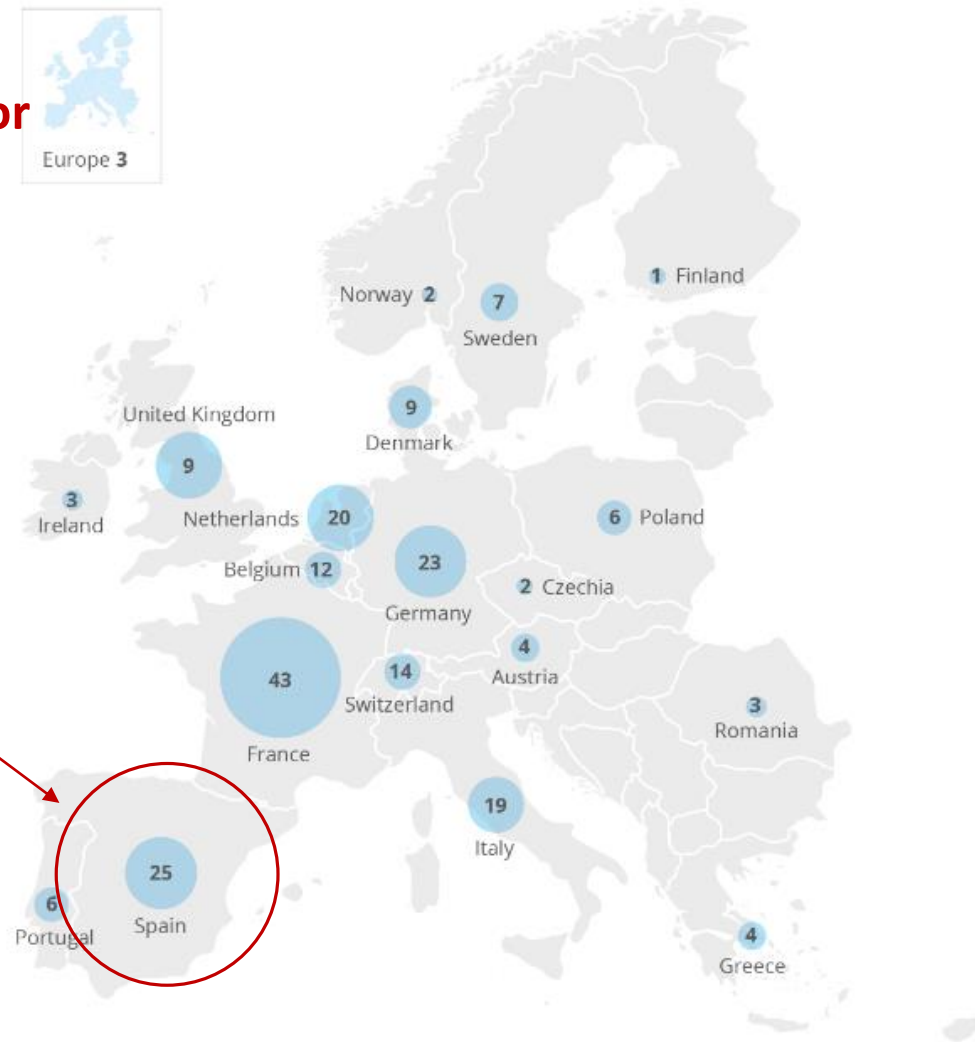 or
Europe 3
Norway 2
1 Finland
7
Sweden
9
Denmark
United Kingdom
9
3
Ireland
Netherlands 20
6 Poland
Belgium 12
23
Germany
2 Czechia
4
Austria
43
France
14
Switzerland
3
Romania
19
Italy
25
Spain
6
Portugal
4
Greece